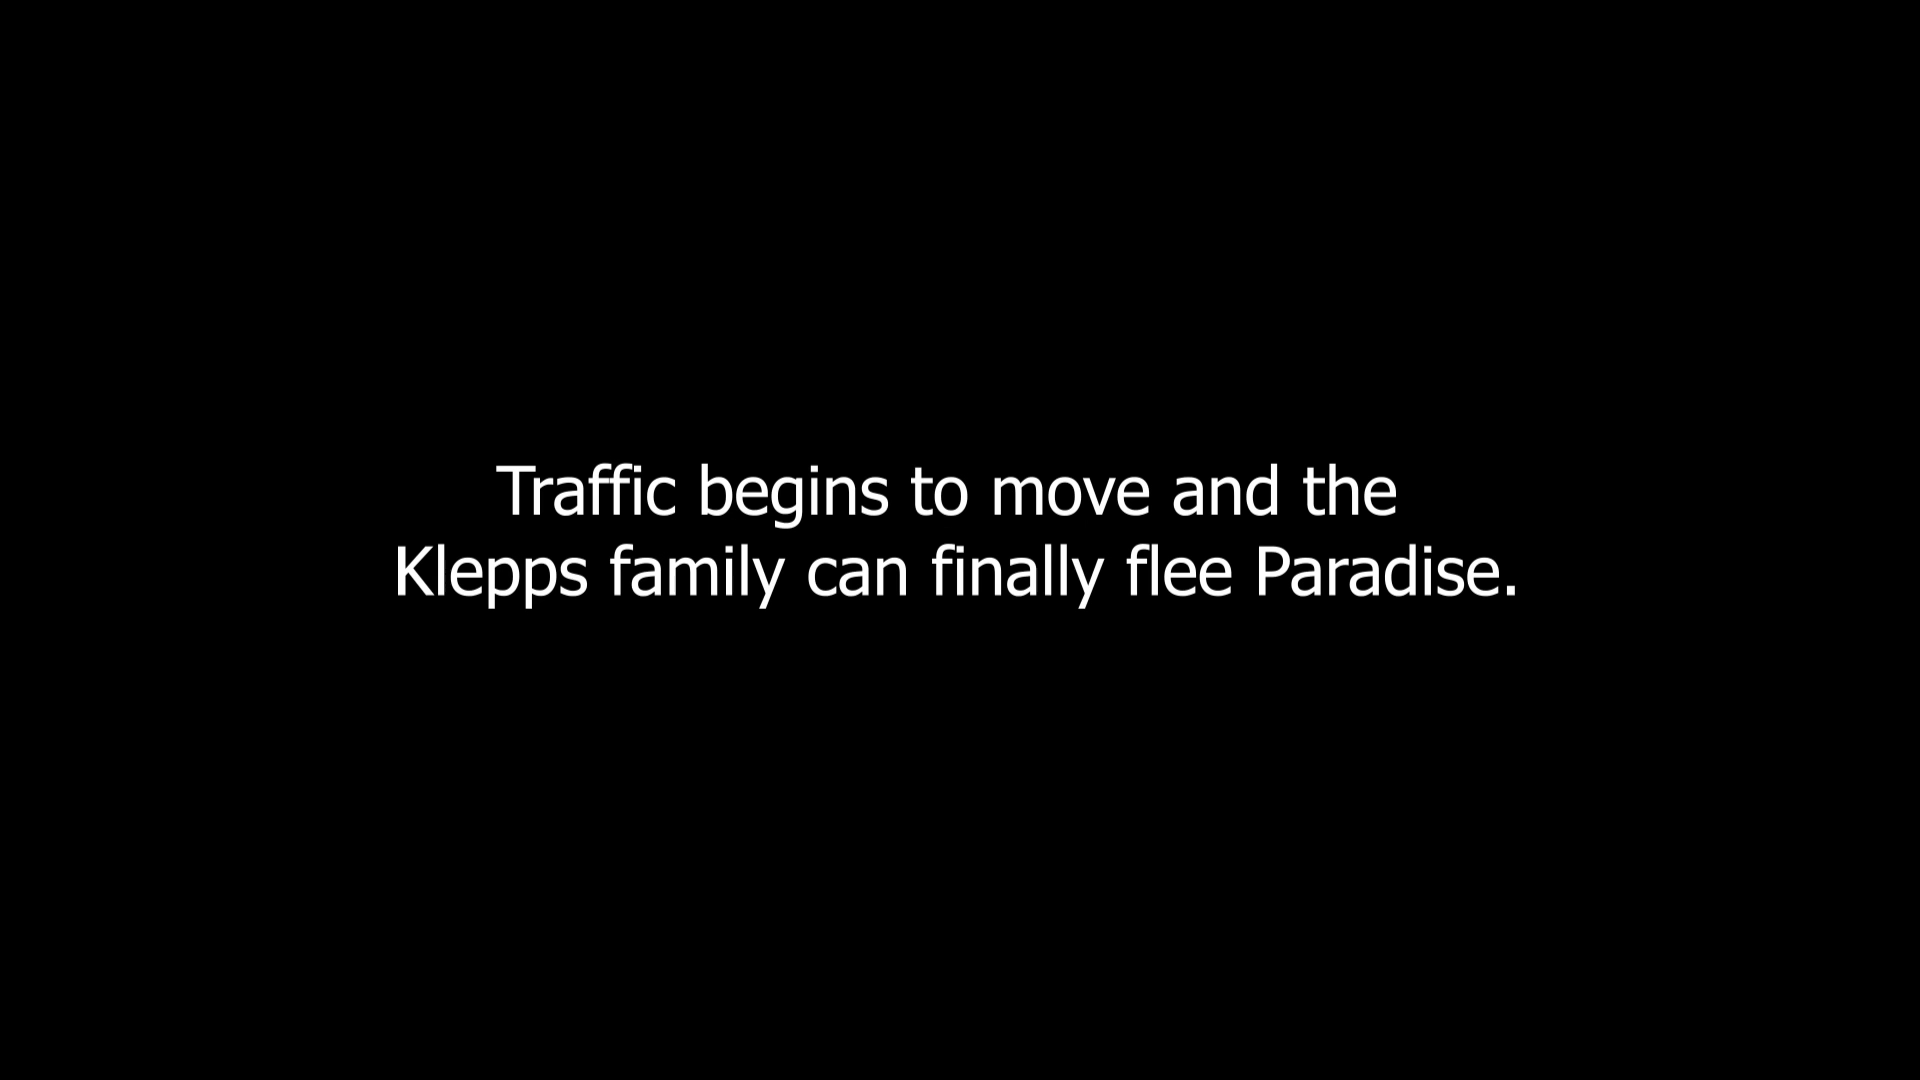 Traffic begins to move and the
Klepps family can finally flee Paradise.